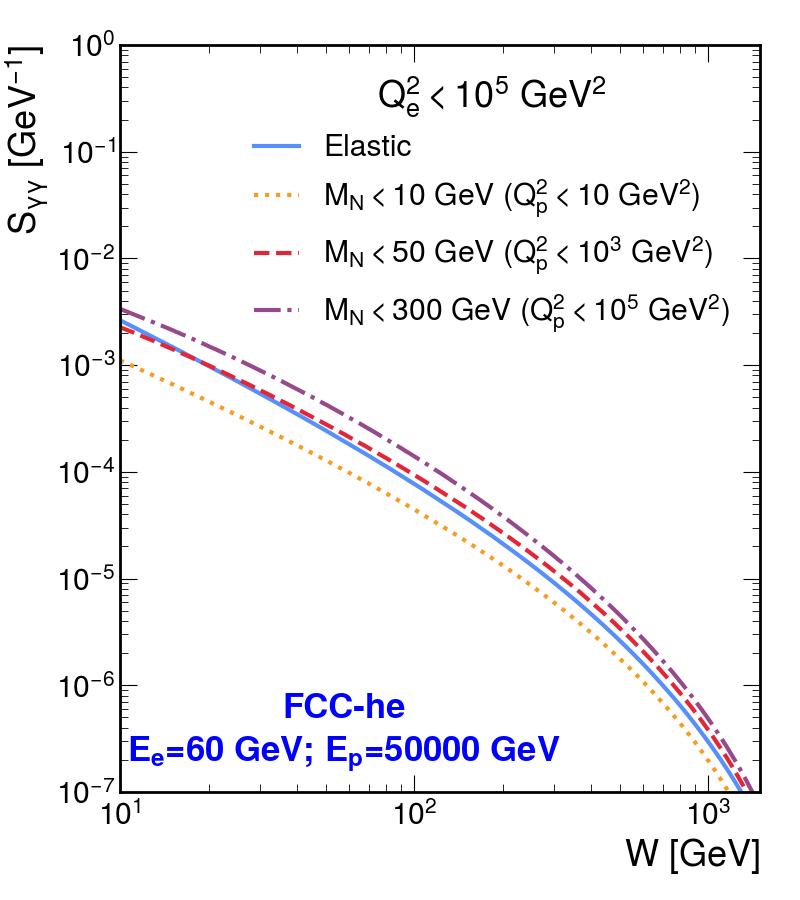 S_γγ [GeV⁻¹]
10⁰
10⁻¹
10⁻²
10⁻³
10⁻⁴
10⁻⁵
10⁻⁶
10⁻⁷
Q²_e < 10⁵ GeV²
Elastic
M_N < 10 GeV (Q²_p < 10 GeV²)
M_N < 50 GeV (Q²_p < 10³ GeV²)
M_N < 300 GeV (Q²_p < 10⁵ GeV²)
FCC-he
E_e=60 GeV; E_p=50000 GeV
10¹ 10² 10³
W [GeV]